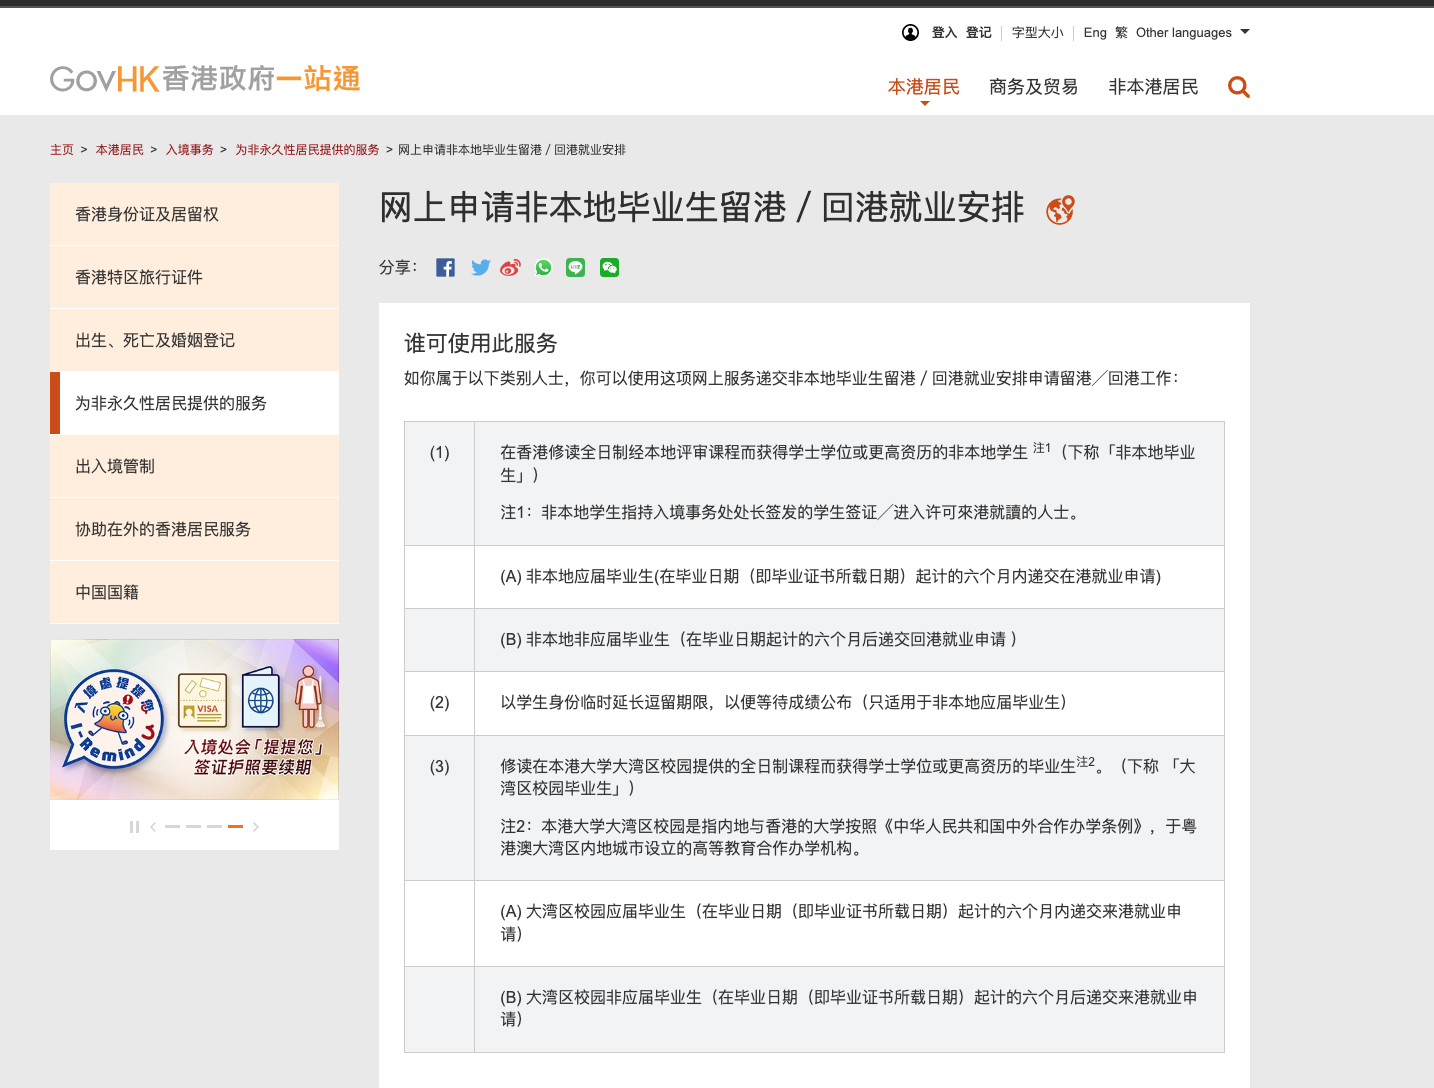 登入 登记 字型大小 Eng 繁 Other languages
GovHK香港政府一站通
本港居民 商务及贸易 非本港居民
主页 > 本港居民 > 入境事务 > 为非永久性居民提供的服务 > 网上申请非本地毕业生留港 / 回港就业安排
香港身份证及居留权
香港特区旅行证件
出生、死亡及婚姻登记
为非永久性居民提供的服务
出入境管制
协助在外的香港居民服务
中国国籍
入境處提提您
I-Remind U
VISA
入境处会「提提您」
签证护照要续期
网上申请非本地毕业生留港 / 回港就业安排
分享：
谁可使用此服务
如你属于以下类别人士，你可以使用这项网上服务递交非本地毕业生留港 / 回港就业安排申请留港╱回港工作：
(1) 在香港修读全日制经本地评审课程而获得学士学位或更高资历的非本地学生 注1（下称「非本地毕业
生」）
注1：非本地学生指持入境事务处处长签发的学生签证╱进入许可來港就讀的人士。
(A) 非本地应届毕业生(在毕业日期（即毕业证书所载日期）起计的六个月内递交在港就业申请)
(B) 非本地非应届毕业生（在毕业日期起计的六个月后递交回港就业申请 ）
(2) 以学生身份临时延长逗留期限，以便等待成绩公布（只适用于非本地应届毕业生）
(3) 修读在本港大学大湾区校园提供的全日制课程而获得学士学位或更高资历的毕业生注2。（下称 「大
湾区校园毕业生」）
注2：本港大学大湾区校园是指内地与香港的大学按照《中华人民共和国中外合作办学条例》，于粤
港澳大湾区内地城市设立的高等教育合作办学机构。
(A) 大湾区校园应届毕业生（在毕业日期（即毕业证书所载日期）起计的六个月内递交来港就业申
请）
(B) 大湾区校园非应届毕业生（在毕业日期（即毕业证书所载日期）起计的六个月后递交来港就业申
请）